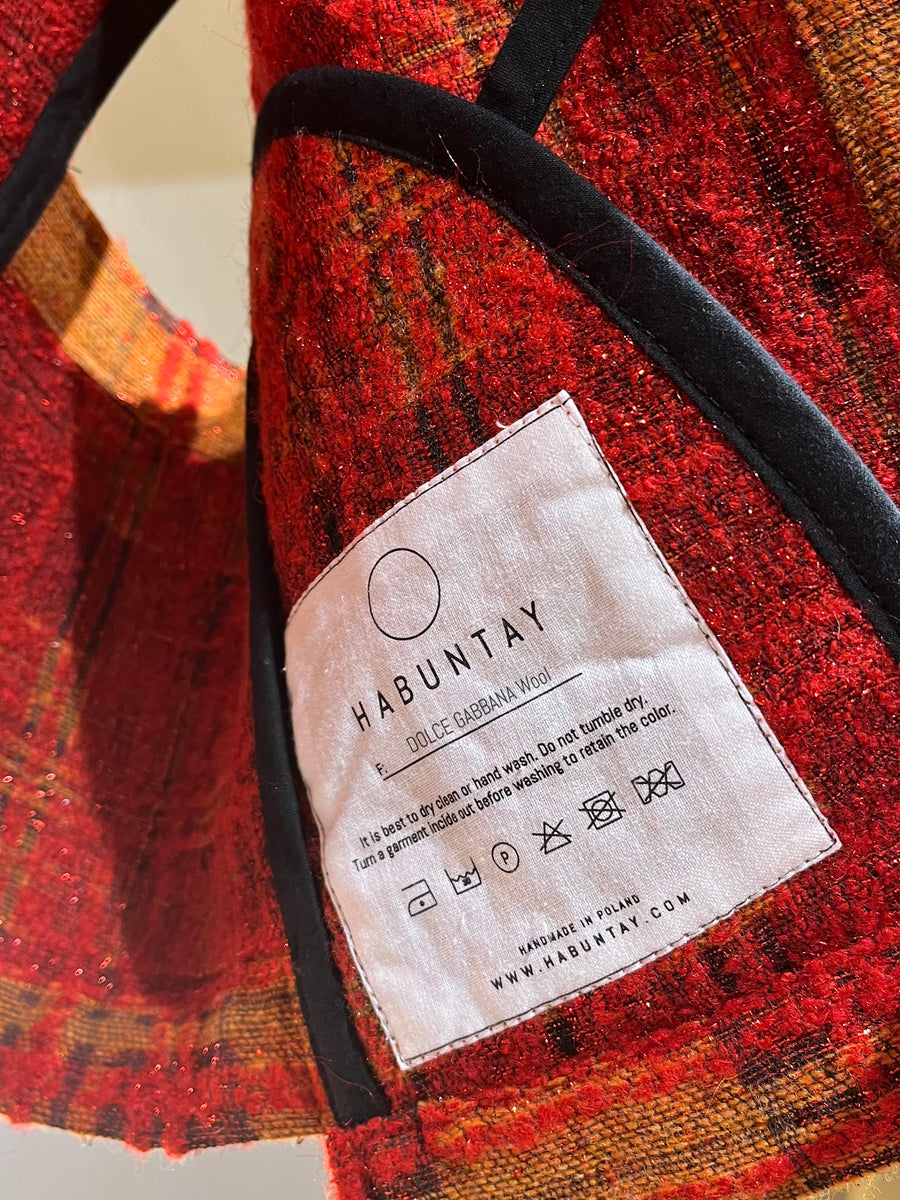 HABUNTAY
F. DOLCE GABBANA Wool
It is best to dry clean or hand wash. Do not tumble dry.
Turn a garment inside out before washing to retain the color.
30 P
HANDMADE IN POLAND
WWW.HABUNTAY.COM